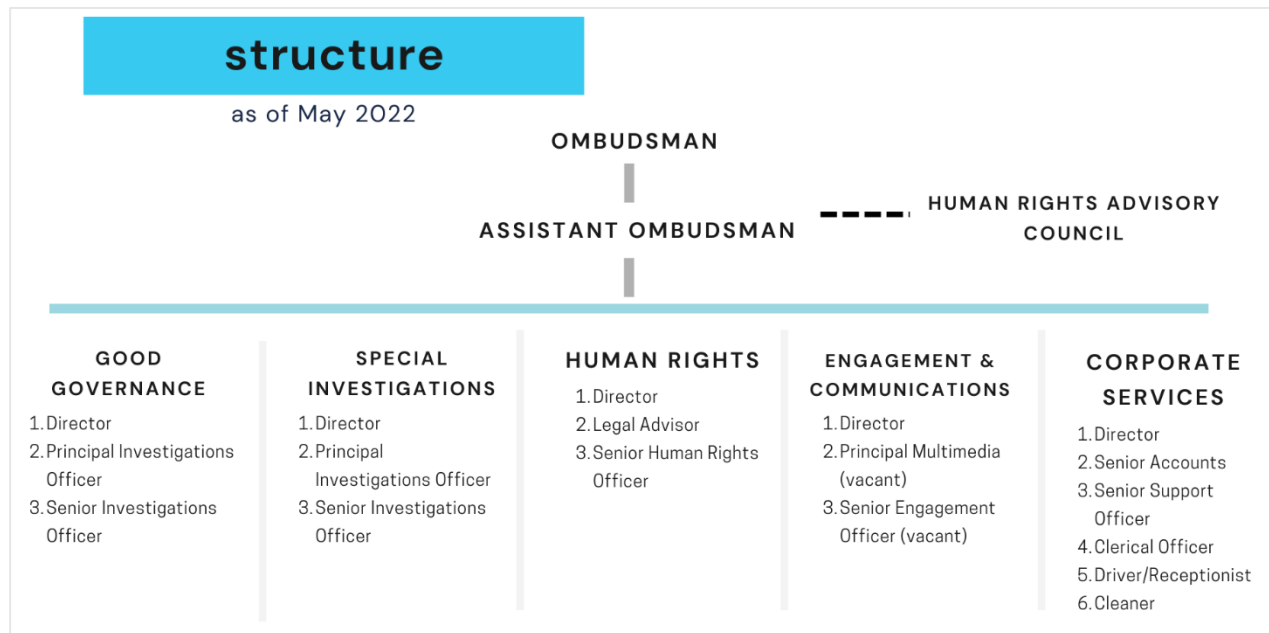 structure
as of May 2022
OMBUDSMAN
ASSISTANT OMBUDSMAN
HUMAN RIGHTS ADVISORY
COUNCIL
GOOD
GOVERNANCE
1. Director
2. Principal Investigations
Officer
3. Senior Investigations
Officer
SPECIAL
INVESTIGATIONS
1. Director
2. Principal
Investigations Officer
3. Senior Investigations
Officer
HUMAN RIGHTS
1. Director
2. Legal Advisor
3. Senior Human Rights
Officer
ENGAGEMENT &
COMMUNICATIONS
1. Director
2. Principal Multimedia
(vacant)
3. Senior Engagement
Officer (vacant)
CORPORATE
SERVICES
1. Director
2. Senior Accounts
3. Senior Support
Officer
4. Clerical Officer
5. Driver/Receptionist
6. Cleaner